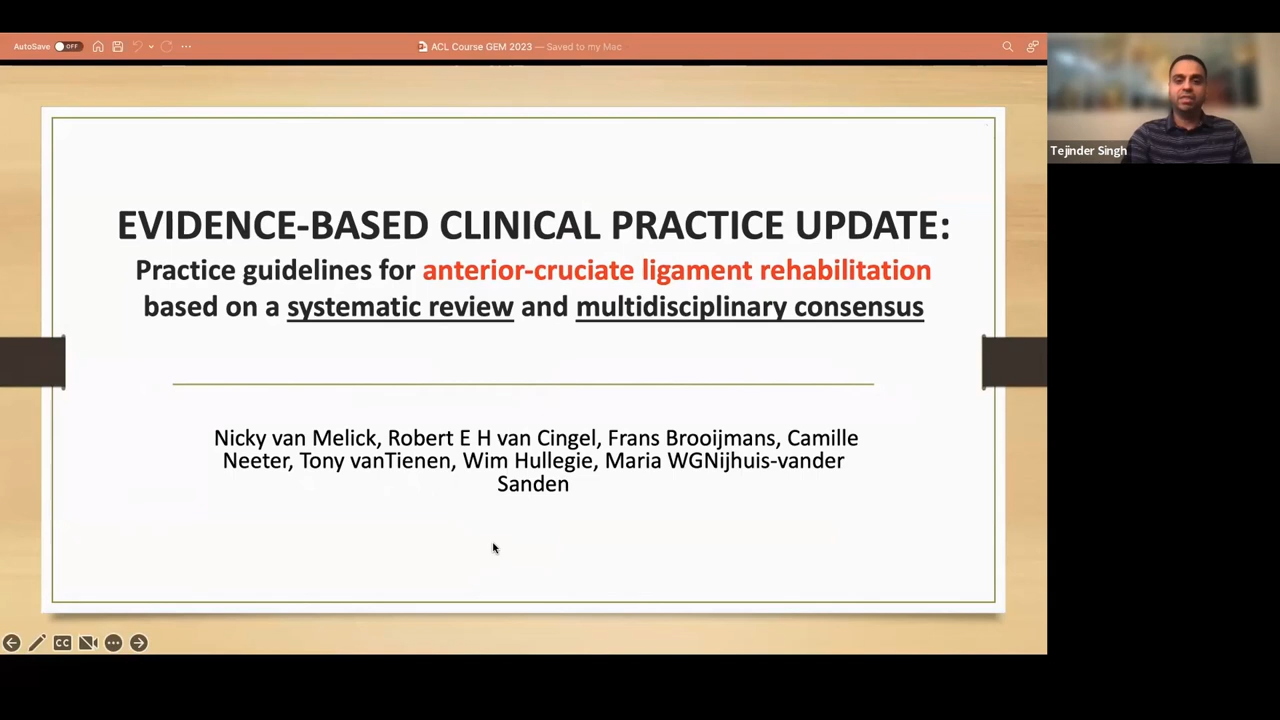 AutoSave OFF
ACL Course GEM 2023 — Saved to my Mac
EVIDENCE-BASED CLINICAL PRACTICE UPDATE:
Practice guidelines for anterior-cruciate ligament rehabilitation
based on a systematic review and multidisciplinary consensus
Nicky van Melick, Robert E H van Cingel, Frans Brooijmans, Camille
Neeter, Tony vanTienen, Wim Hullegie, Maria WGNijhuis-vander
Sanden
Tejinder Singh
CC